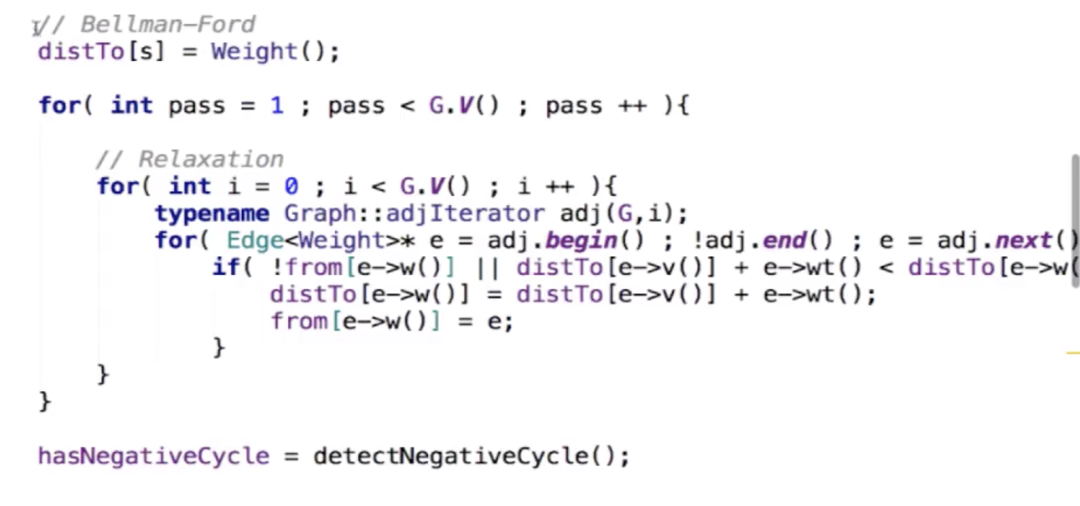 // Bellman-Ford
distTo[s] = Weight();
for( int pass = 1 ; pass < G.V() ; pass ++ ){
// Relaxation
for( int i = 0 ; i < G.V() ; i ++ ){
typename Graph::adjIterator adj(G,i);
for( Edge<Weight>* e = adj.begin() ; !adj.end() ; e = adj.next()
if( !from[e->w()] || distTo[e->v()] + e->wt() < distTo[e->w(
distTo[e->w()] = distTo[e->v()] + e->wt();
from[e->w()] = e;
}
}
}
hasNegativeCycle = detectNegativeCycle();